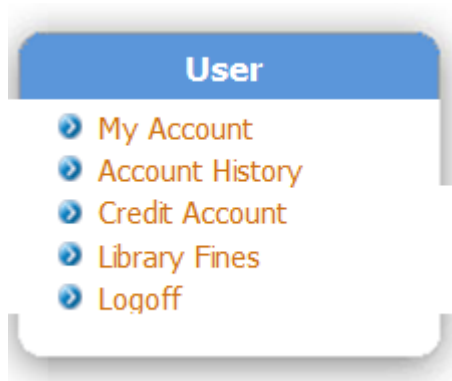 User
My Account
Account History
Credit Account
Library Fines
Logoff